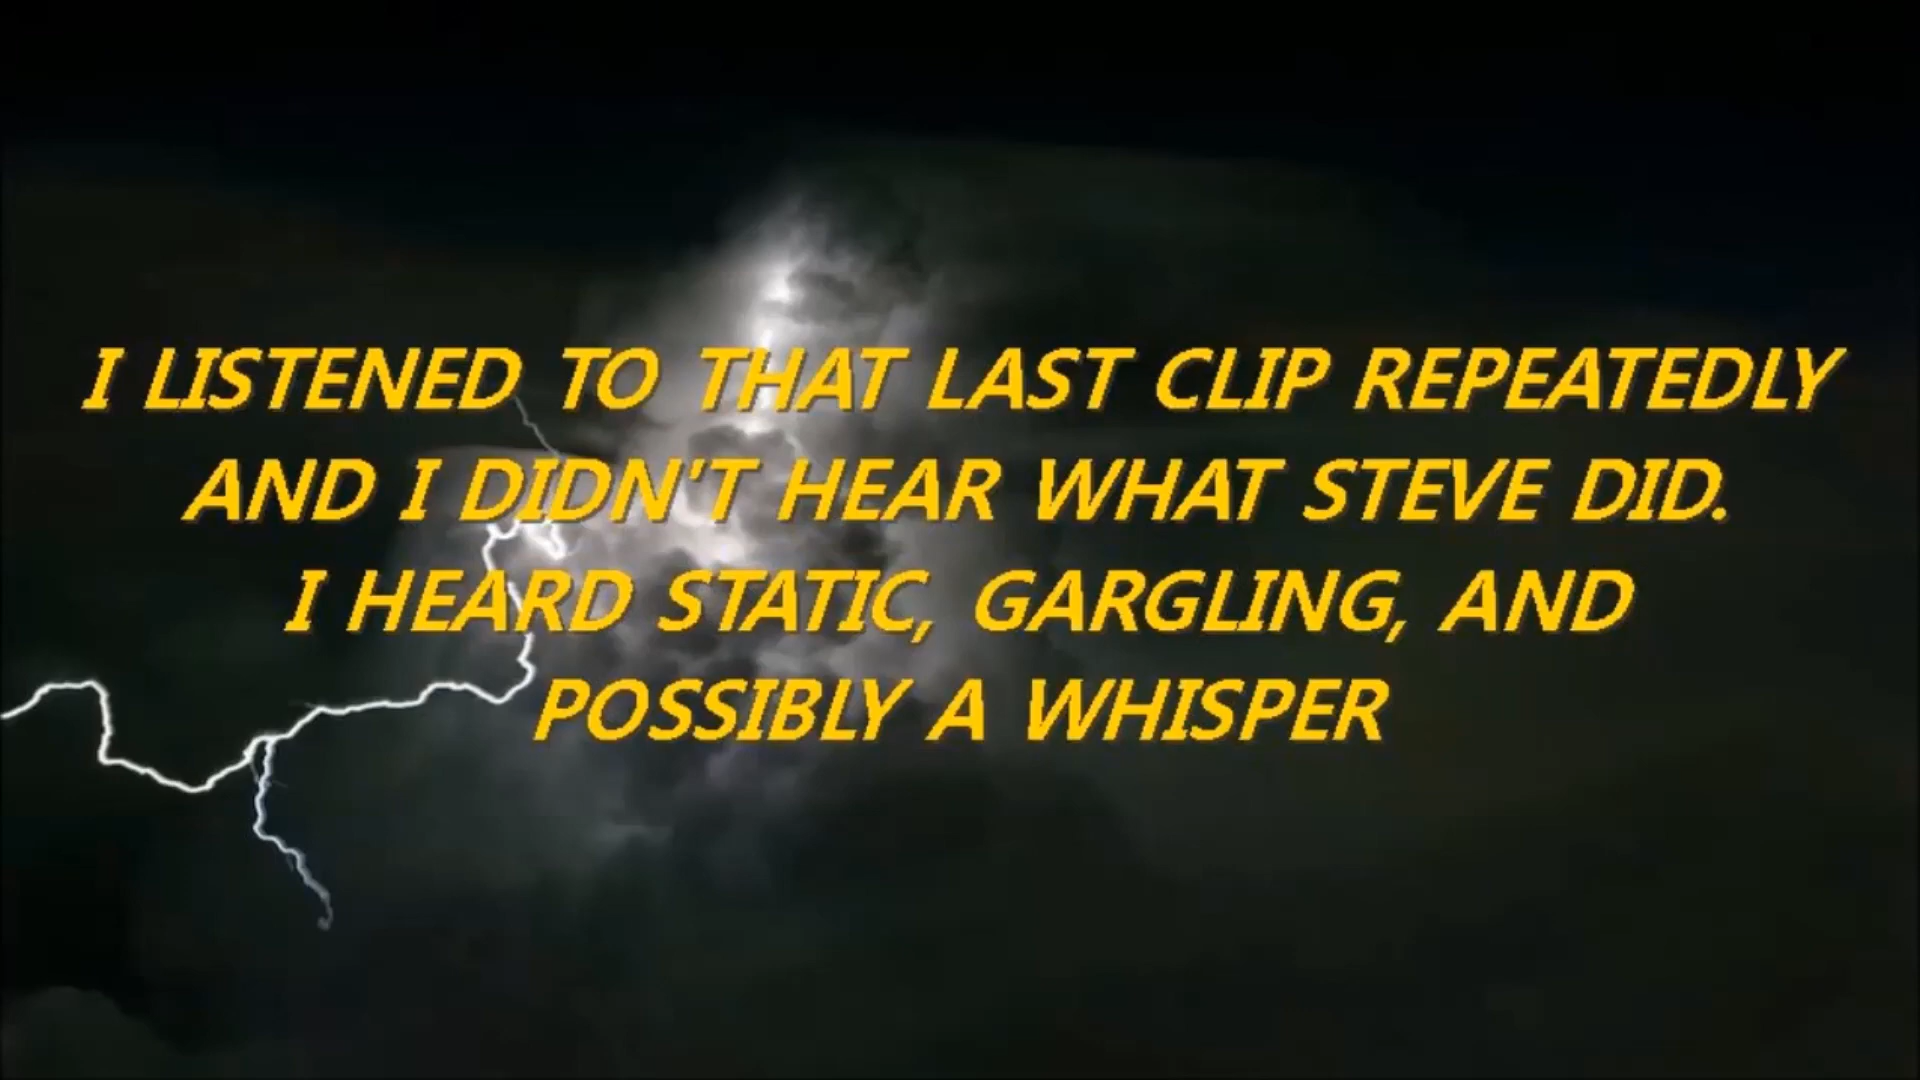 I LISTENED TO THAT LAST CLIP REPEATEDLY
AND I DIDN'T HEAR WHAT STEVE DID.
I HEARD STATIC, GARGLING, AND
POSSIBLY A WHISPER